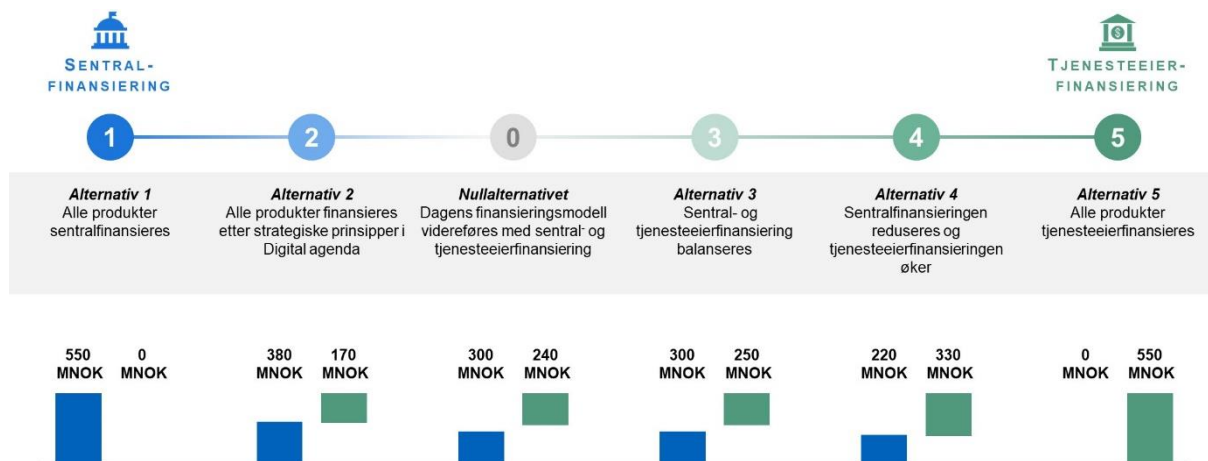 SENTRAL-
FINANSIERING
TJENESTEEIER-
FINANSIERING
1
2
0
3
4
5
Alternativ 1
Alle produkter
sentralfinansieres
Alternativ 2
Alle produkter finansieres
etter strategiske prinsipper i
Digital agenda
Nullalternativet
Dagens finansieringsmodell
videreføres med sentral- og
tjenesteeierfinansiering
Alternativ 3
Sentral- og
tjenesteeierfinansiering
balanseres
Alternativ 4
Sentralfinansieringen
reduseres og
tjenesteeierfinansieringen
øker
Alternativ 5
Alle produkter
tjenesteeierfinansieres
550 MNOK
0 MNOK
380 MNOK
170 MNOK
300 MNOK
240 MNOK
300 MNOK
250 MNOK
220 MNOK
330 MNOK
0 MNOK
550 MNOK